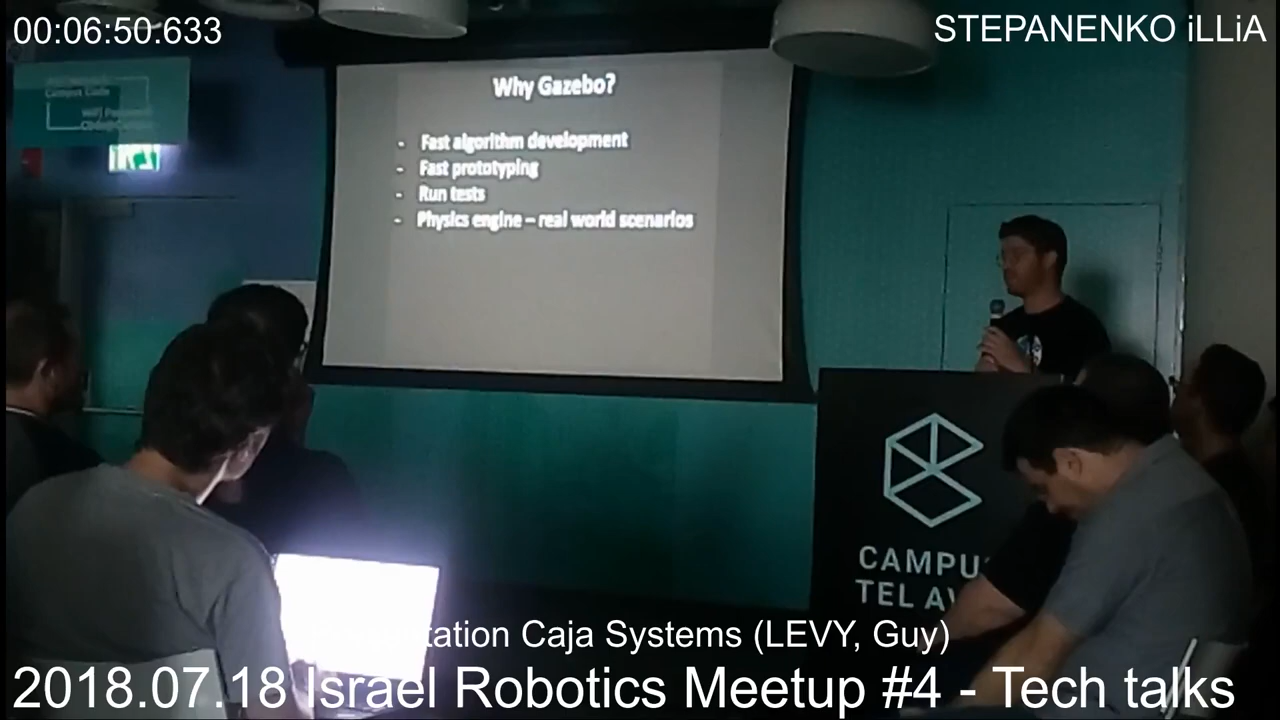 00:06:50.633
STEPANENKO iLLiA
Why Gazebo?
- Fast algorithm development
- Fast prototyping
- Run tests
- Physics engine – real world scenarios
CAMPUS
TEL AV
Presentation Caja Systems (LEVY, Guy)
2018.07.18 Israel Robotics Meetup #4 - Tech talks